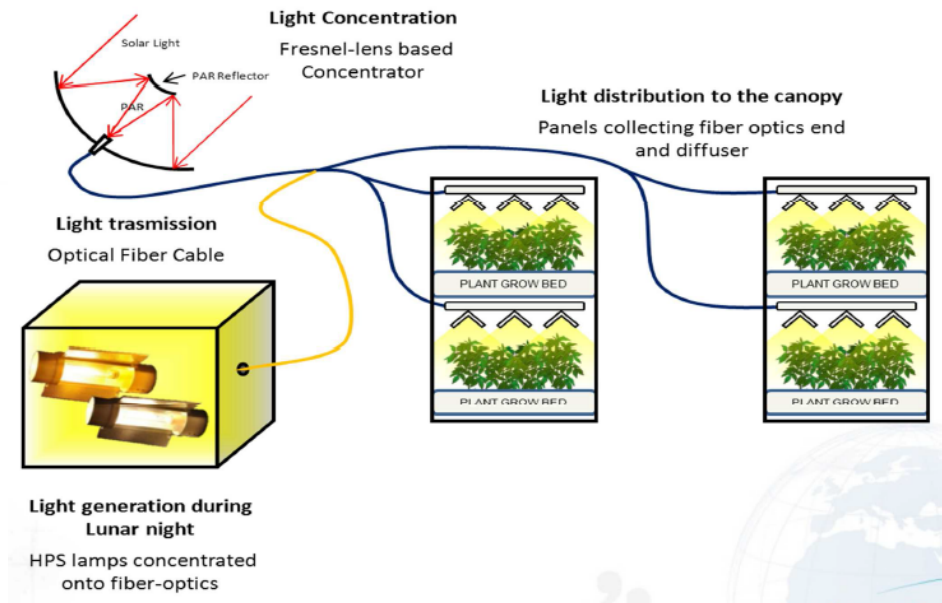 Light Concentration
Fresnel-lens based
Concentrator
Solar Light
PAR Reflector
PAR
Light distribution to the canopy
Panels collecting fiber optics end
and diffuser
Light trasmission
Optical Fiber Cable
PLANT GROW BED
PLANT GROW BED
PLANT GROW BED
PLANT GROW BED
Light generation during
Lunar night
HPS lamps concentrated
onto fiber-optics